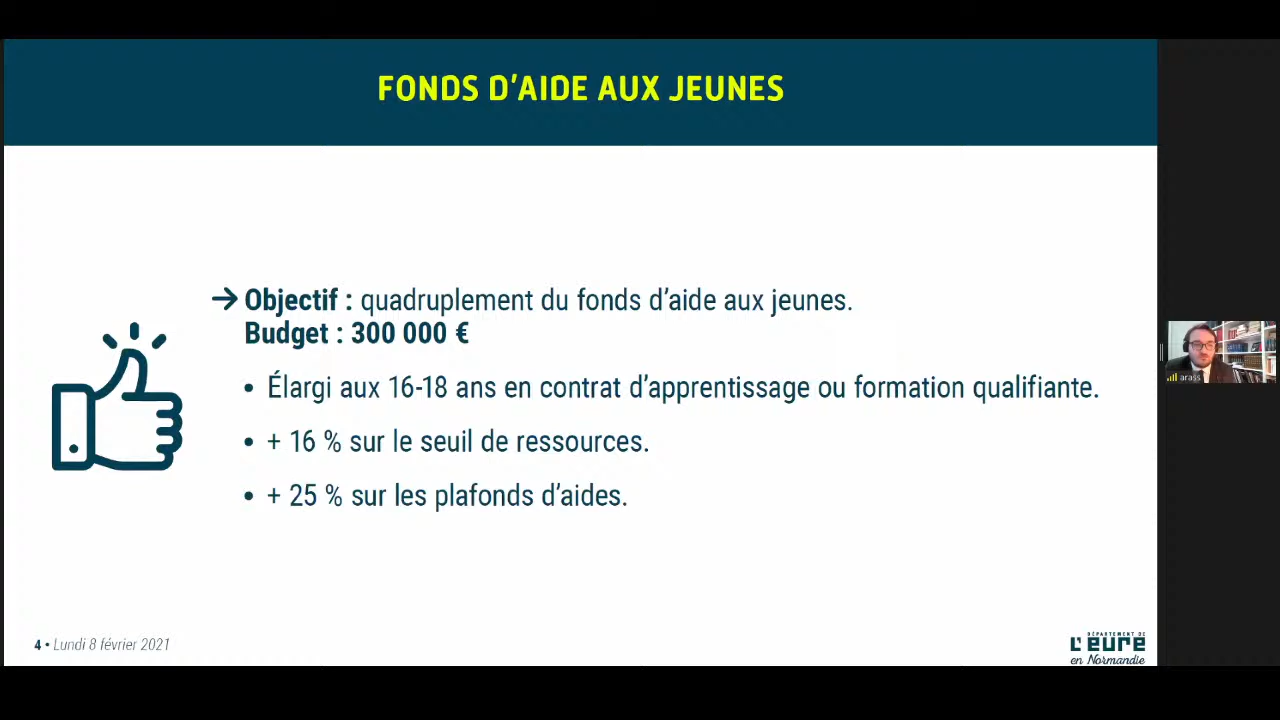 FONDS D'AIDE AUX JEUNES
→ Objectif : quadruplement du fonds d'aide aux jeunes.
Budget : 300 000 €
• Élargi aux 16-18 ans en contrat d'apprentissage ou formation qualifiante.
• + 16 % sur le seuil de ressources.
• + 25 % sur les plafonds d'aides.
4 • Lundi 8 février 2021
DÉPARTEMENT DE
L'EURE
en Normandie
arass